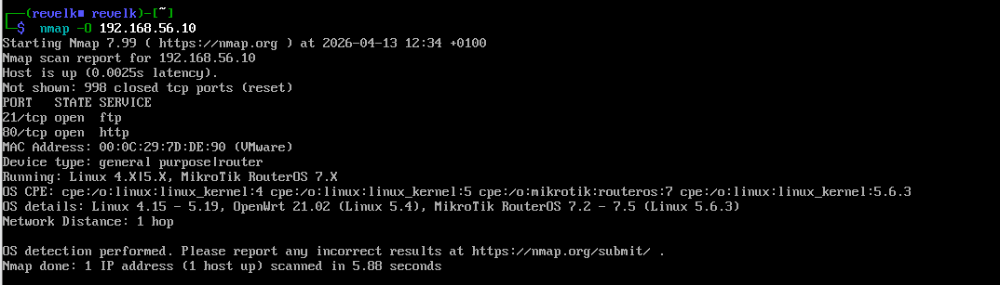 ┌──(revelk㉿ revelk)-[~]
└─$ nmap -O 192.168.56.10
Starting Nmap 7.99 ( https://nmap.org ) at 2026-04-13 12:34 +0100
Nmap scan report for 192.168.56.10
Host is up (0.0025s latency).
Not shown: 998 closed tcp ports (reset)
PORT   STATE SERVICE
21/tcp open  ftp
80/tcp open  http
MAC Address: 00:0C:29:7D:DE:90 (VMware)
Device type: general purpose|router
Running: Linux 4.X|5.X, MikroTik RouterOS 7.X
OS CPE: cpe:/o:linux:linux_kernel:4 cpe:/o:linux:linux_kernel:5 cpe:/o:mikrotik:routeros:7 cpe:/o:linux:linux_kernel:5.6.3
OS details: Linux 4.15 - 5.19, OpenWrt 21.02 (Linux 5.4), MikroTik RouterOS 7.2 - 7.5 (Linux 5.6.3)
Network Distance: 1 hop
OS detection performed. Please report any incorrect results at https://nmap.org/submit/ .
Nmap done: 1 IP address (1 host up) scanned in 5.88 seconds